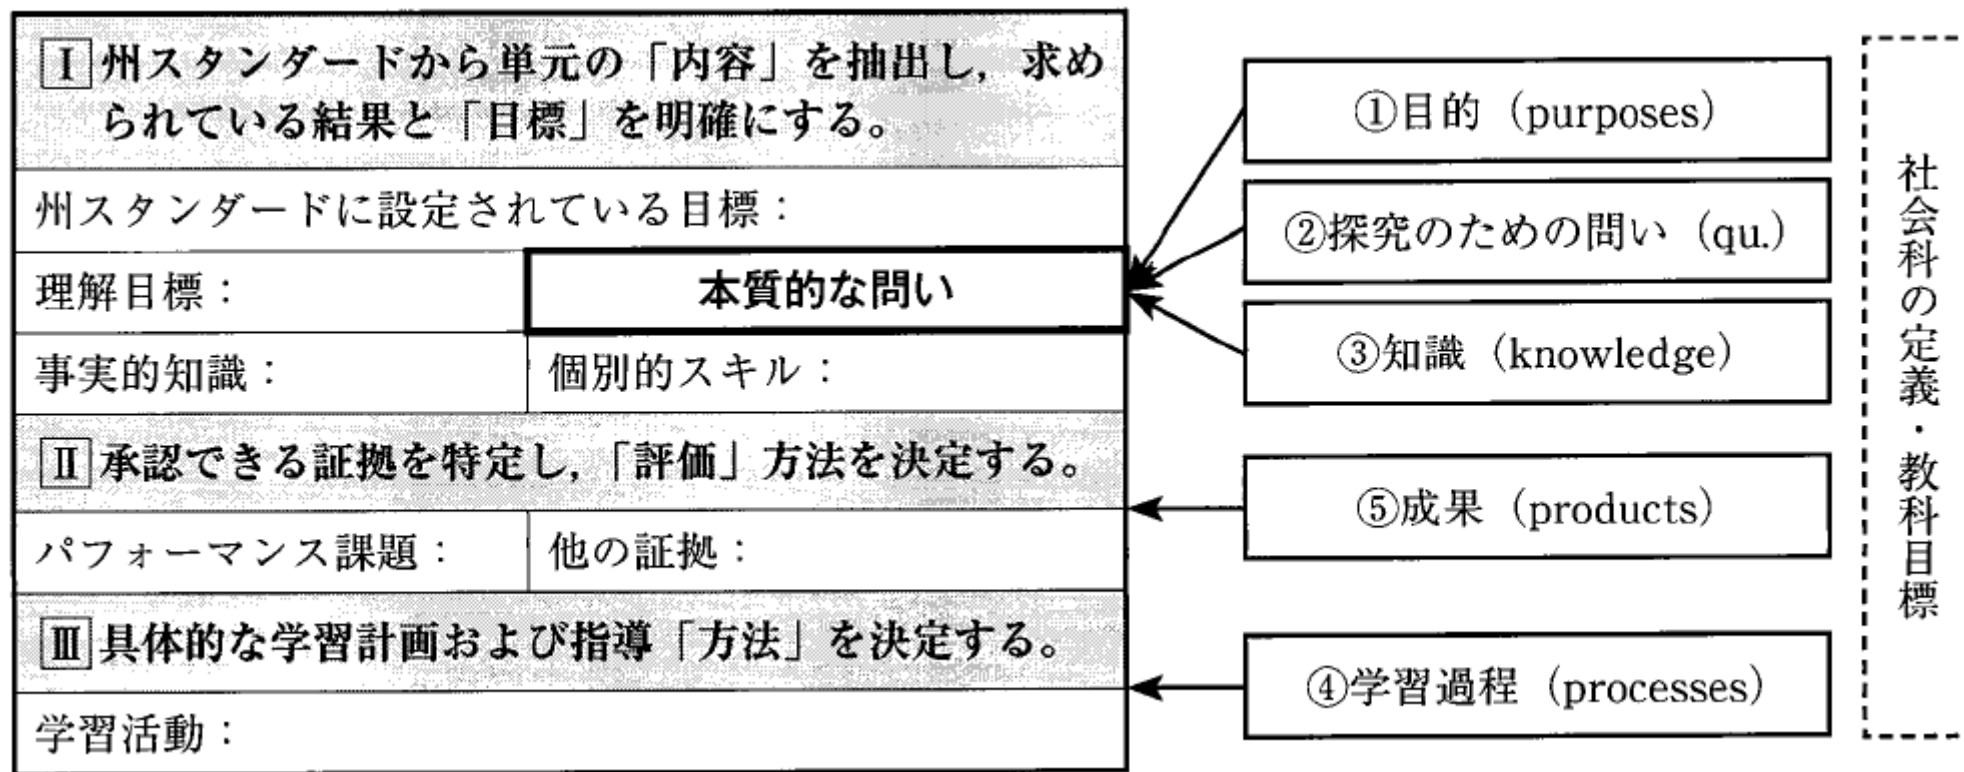 Ⅰ 州スタンダードから単元の「内容」を抽出し,求め
られている結果と「目標」を明確にする。
州スタンダードに設定されている目標：
理解目標：
本質的な問い
事実的知識：
個別的スキル：
Ⅱ 承認できる証拠を特定し,「評価」方法を決定する。
パフォーマンス課題：
他の証拠：
Ⅲ 具体的な学習計画および指導「方法」を決定する。
学習活動：
①目的（purposes）
②探究のための問い（qu.）
③知識（knowledge）
⑤成果（products）
④学習過程（processes）
社会科の定義・教科目標